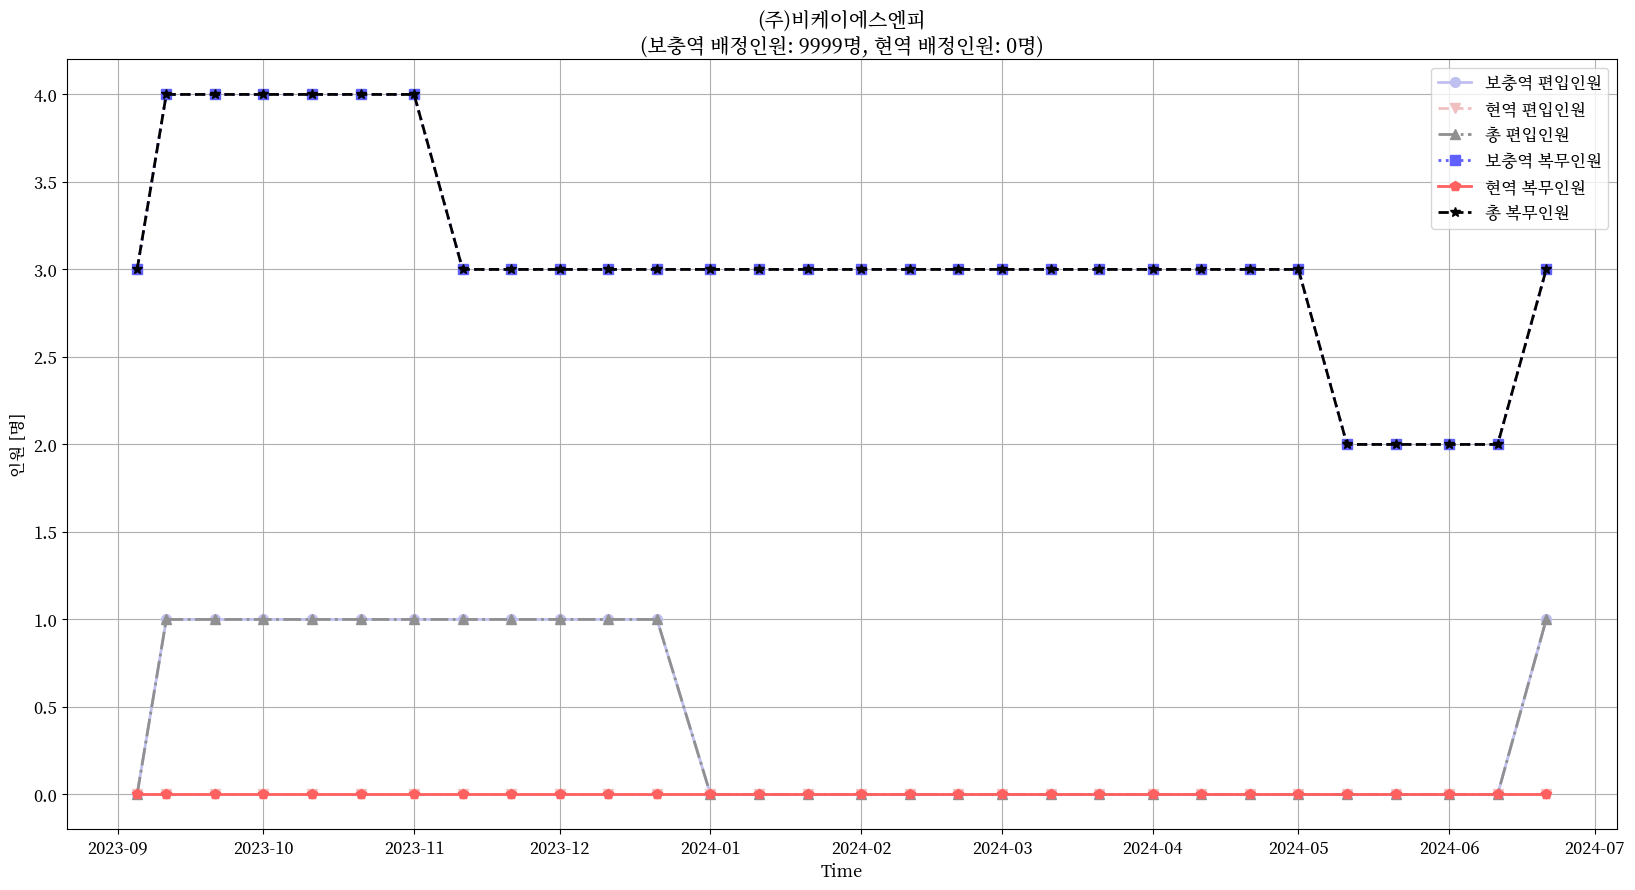 (주)비케이에스엔피
(보충역 배정인원: 9999명, 현역 배정인원: 0명)
보충역 편입인원
현역 편입인원
총 편입인원
보충역 복무인원
현역 복무인원
총 복무인원
인원 [명]
4.0
3.5
3.0
2.5
2.0
1.5
1.0
0.5
0.0
2023-09 2023-10 2023-11 2023-12 2024-01 2024-02 2024-03 2024-04 2024-05 2024-06 2024-07
Time